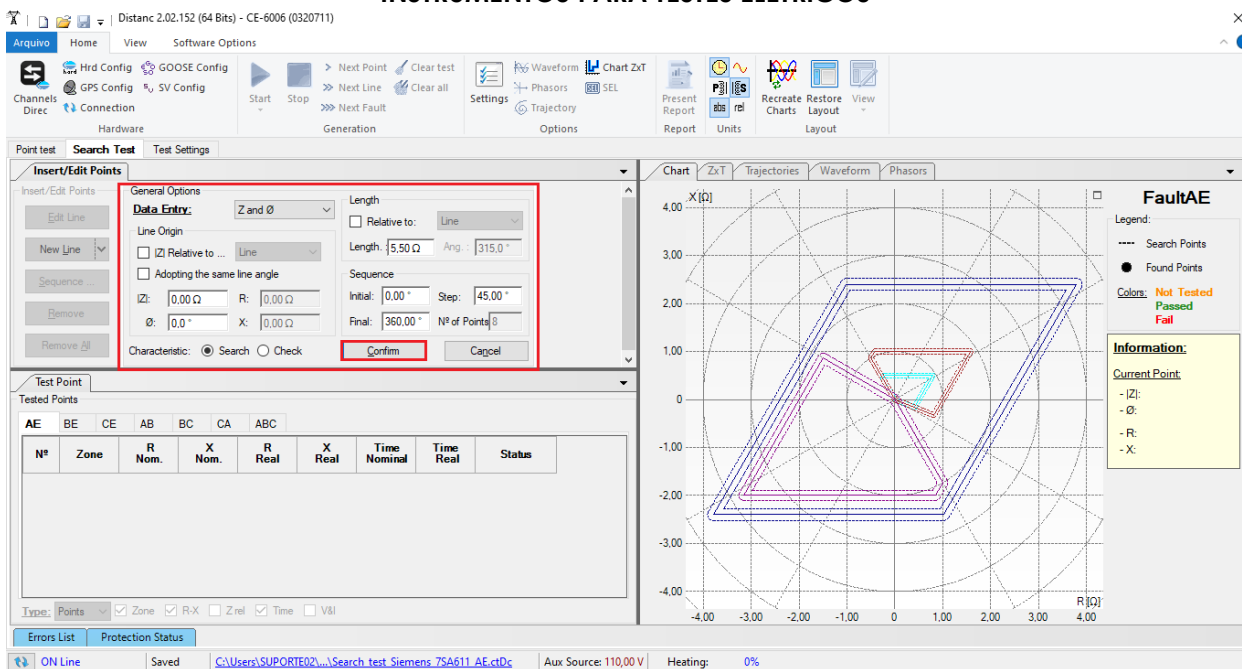 INSTRUMENTOS PARA TESTES ELÉTRICOS
Distanc 2.02.152 (64 Bits) - CE-6006 (0320711)
Arquivo Home View Software Options
Channels Direc
Hrd Config GOOSE Config
GPS Config SV Config
Connection
Hardware
Start Stop
Next Point Clear test
Next Line Clear all
Next Fault
Generation
Settings
Waveform Chart ZxT
Phasors SEL
Trajectory
Options
Present Report
Report
abs rel
Units
Recreate Charts Restore Layout View
Layout
Point test Search Test Test Settings
Insert/Edit Points
Insert/Edit Points
Edit Line
New Line
Sequence ...
Remove
Remove All
General Options
Data Entry: Z and Ø
Line Origin
|Z| Relative to ... Line
Adopting the same line angle
|Z|: 0,00 Ω R: 0,00 Ω
Ø: 0,0 ° X: 0,00 Ω
Characteristic: Search Check
Length
Relative to: Line
Length. : 5,50 Ω Ang. : 315,0 °
Sequence
Initial: 0,00 ° Step: 45,00 °
Final: 360,00 ° Nº of Points 8
Confirm Cancel
Test Point
Tested Points
AE BE CE AB BC CA ABC
Nº Zone R Nom. X Nom. R Real X Real Time Nominal Time Real Status
Type: Points Zone R-X Z rel Time V&I
Chart ZxT Trajectories Waveform Phasors
X [Ω]
4,00
3,00
2,00
1,00
0
-1,00
-2,00
-3,00
-4,00
R [Ω]
-4,00 -3,00 -2,00 -1,00 0 1,00 2,00 3,00 4,00
FaultAE
Legend:
Search Points
Found Points
Colors: Not Tested
Passed
Fail
Information:
Current Point:
- |Z|:
- Ø:
- R:
- X:
Errors List Protection Status
ON Line Saved C:\Users\SUPORTE02\...\Search test Siemens 7SA611 AE.ctDc Aux Source: 110,00 V Heating: 0%